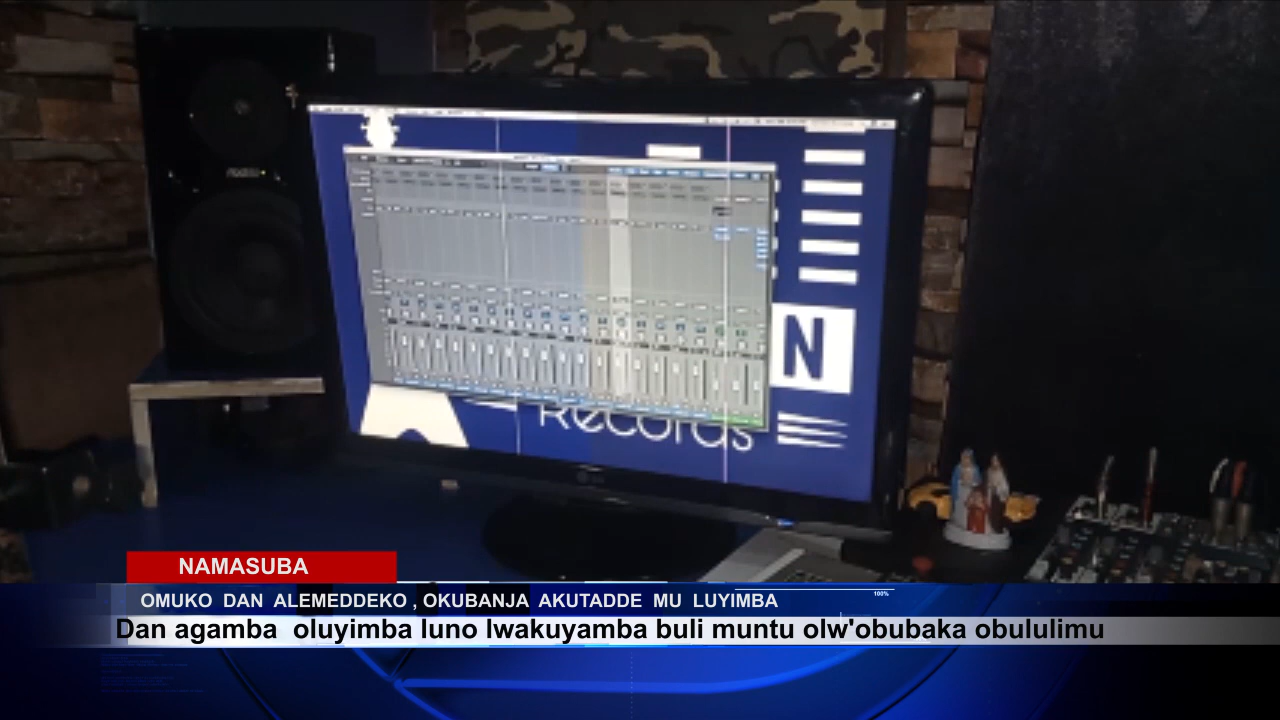 N
Records
NAMASUBA
OMUKO DAN ALEMEDDEKO , OKUBANJA AKUTADDE MU LUYIMBA
100%
Dan agamba oluyimba luno lwakuyamba buli muntu olw'obubaka obululimu